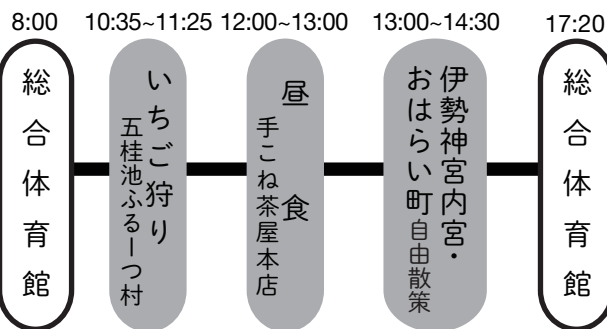 8:00
総合体育館
10:35~11:25
いちご狩り
五桂池ふるーつ村
12:00~13:00
昼食
手こね茶屋本店
13:00~14:30
伊勢神宮内宮・
おはらい町自由散策
17:20
総合体育館